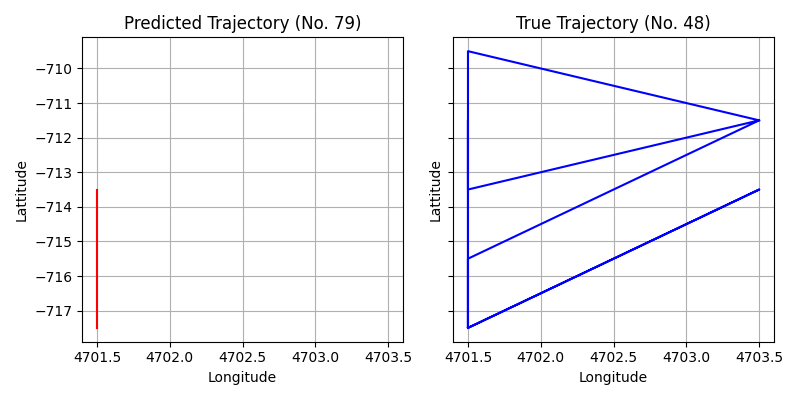 Predicted Trajectory (No. 79)
Lattitude
−710
−711
−712
−713
−714
−715
−716
−717
4701.5 4702.0 4702.5 4703.0 4703.5
Longitude
True Trajectory (No. 48)
Lattitude
4701.5 4702.0 4702.5 4703.0 4703.5
Longitude